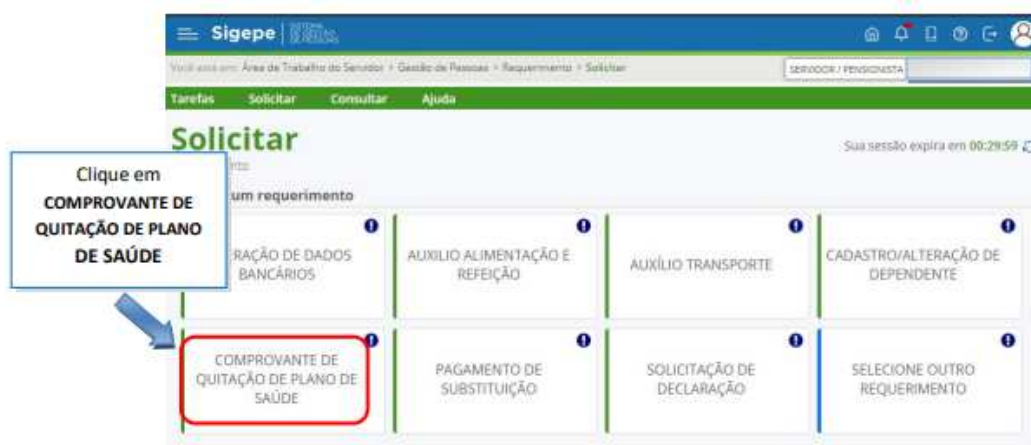 Sigepe
Você está em: Área de Trabalho do Servidor > Gestão de Pessoas > Requerimento > Solicitar
SERVIDOR / PENSIONISTA
Tarefas Solicitar Consultar Ajuda
Solicitar
Sua sessão expira em 00:29:59
Clique em
COMPROVANTE DE
QUITAÇÃO DE PLANO
DE SAÚDE
um requerimento
RAÇÃO DE DADOS
BANCÁRIOS
AUXILIO ALIMENTAÇÃO E
REFEIÇÃO
AUXÍLIO TRANSPORTE
CADASTRO/ALTERAÇÃO DE
DEPENDENTE
COMPROVANTE DE
QUITAÇÃO DE PLANO DE
SAÚDE
PAGAMENTO DE
SUBSTITUIÇÃO
SOLICITAÇÃO DE
DECLARAÇÃO
SELECIONE OUTRO
REQUERIMENTO